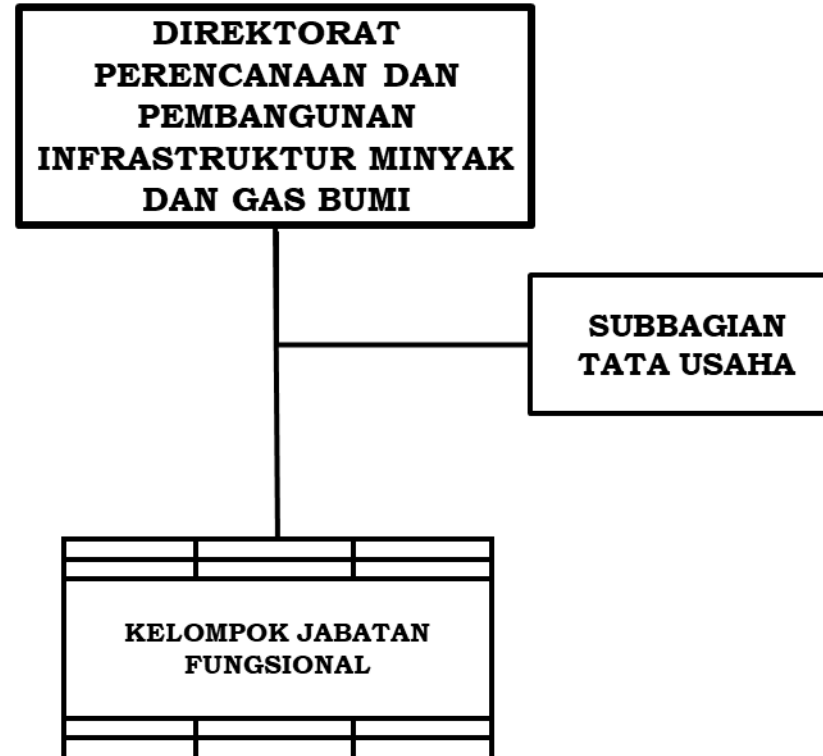 DIREKTORAT
PERENCANAAN DAN
PEMBANGUNAN
INFRASTRUKTUR MINYAK
DAN GAS BUMI
SUBBAGIAN
TATA USAHA
KELOMPOK JABATAN
FUNGSIONAL